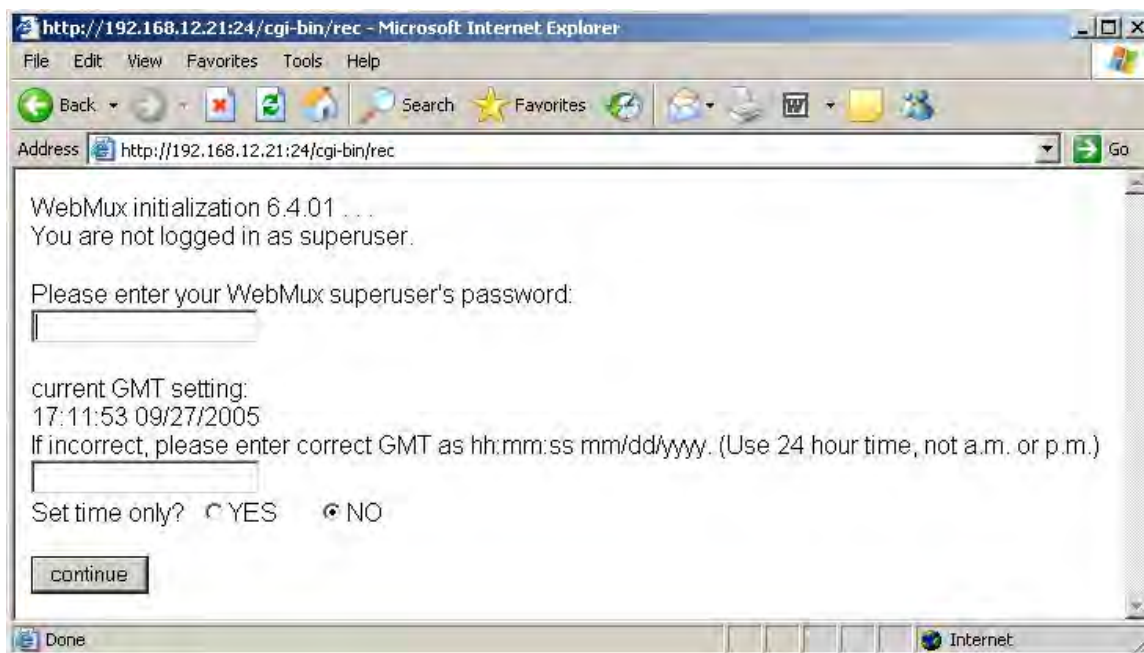 http://192.168.12.21:24/cgi-bin/rec - Microsoft Internet Explorer
File Edit View Favorites Tools Help
Back Search Favorites
Address http://192.168.12.21:24/cgi-bin/rec Go
WebMux initialization 6.4.01 . . .
You are not logged in as superuser.
Please enter your WebMux superuser's password:
current GMT setting:
17:11:53 09/27/2005
If incorrect, please enter correct GMT as hh:mm:ss mm/dd/yyyy. (Use 24 hour time, not a.m. or p.m.)
Set time only? YES NO
continue
Done Internet